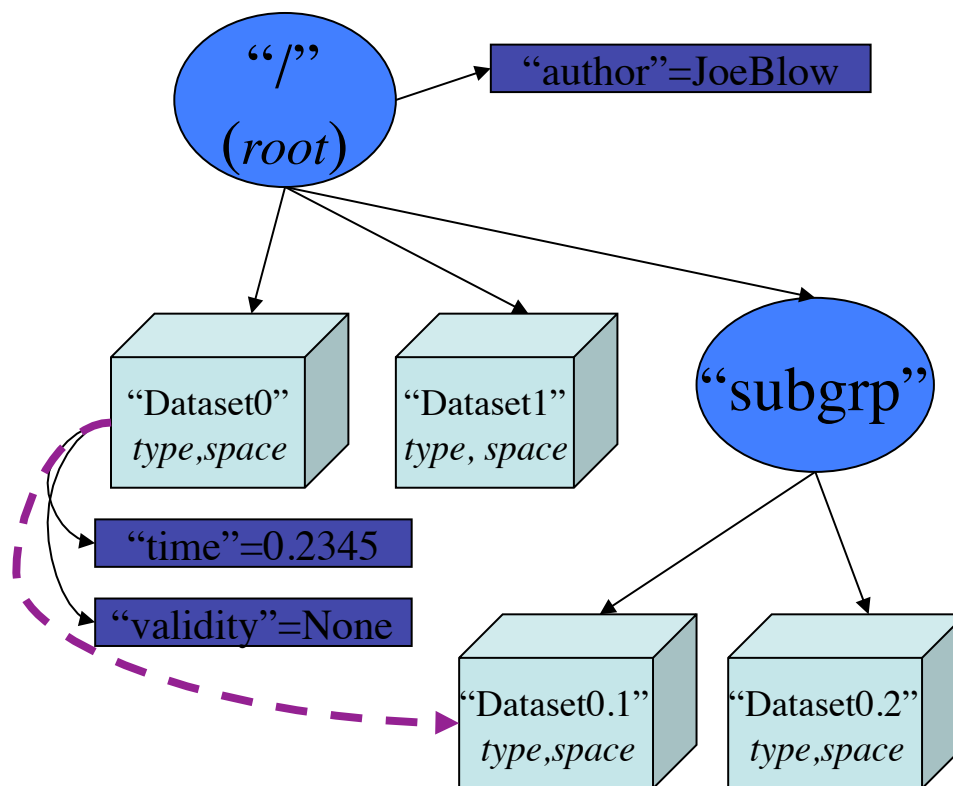 “/”
(root)
“author”=JoeBlow
“Dataset0”
type,space
“Dataset1”
type, space
“subgrp”
“time”=0.2345
“validity”=None
“Dataset0.1”
type,space
“Dataset0.2”
type,space